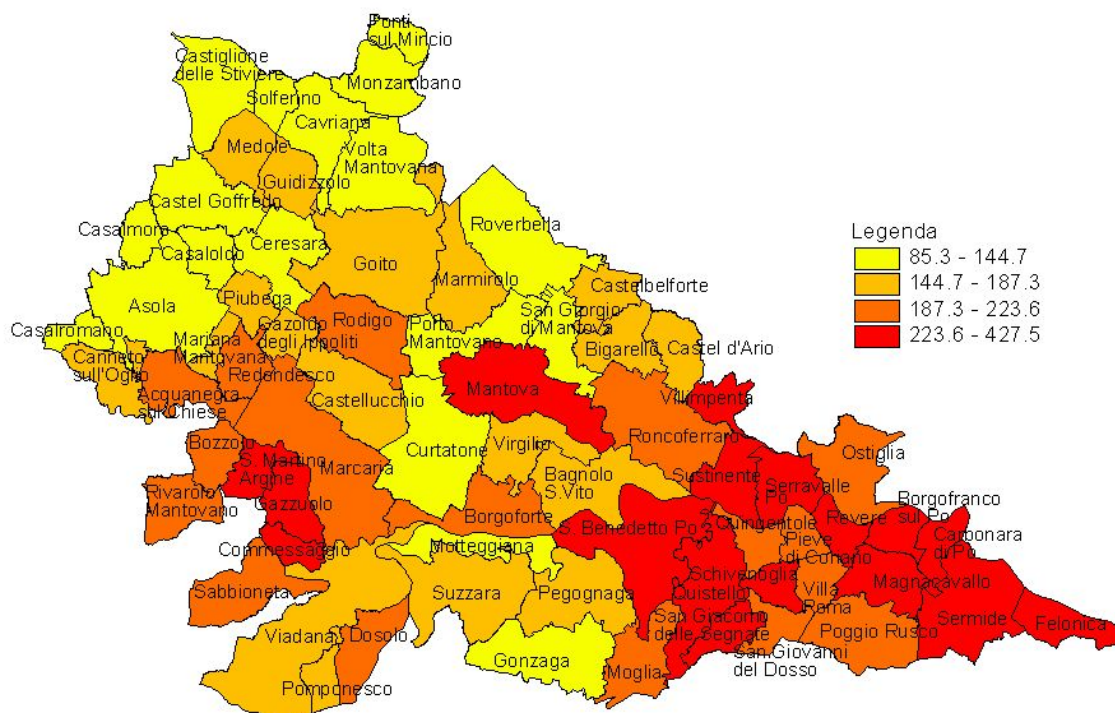 Ponti
sul Mincio
Castiglione
delle Stiviere
Monzambano
Solferino
Cavriana
Medole
Volta
Mantovana
Guidizzolo
Castel Goffredo
Roverbella
Casalmoro
Ceresara
Casaloldo
Goito
Marmirolo
Castelbelforte
Asola
Piubega
San Giorgio
di Mantova
Rodigo
Porto
Mantovano
Gazoldo
degli Ippoliti
Casalromano
Mariana
Mantovana
Bigarello
Castel d'Ario
Canneto
sull'Oglio
Redondesco
Acquanegra
sul Chiese
Castellucchio
Mantova
Villimpenta
Bozzolo
Roncoferraro
Ostiglia
Curtatone
Virgilio
S. Martino
Argine
Marcaria
Bagnolo
S.Vito
Sustinente
Serravalle
Po
Rivarolo
Mantovano
Gazzuolo
Borgofranco
sul Po
Revere
Borgoforte
S. Benedetto Po
Quingentole
Carbonara
di Po
Pieve
di Coriano
Commessaggio
Motteggiana
Schivenoglia
Magnacavallo
Sabbioneta
Suzzara
Pegognaga
Quistello
Villa
Poma
San Giacomo
delle Segnate
Sermide
Felonica
Viadana
Dosolo
Poggio Rusco
San Giovanni
del Dosso
Gonzaga
Moglia
Pomponesco
Legenda
85.3 - 144.7
144.7 - 187.3
187.3 - 223.6
223.6 - 427.5